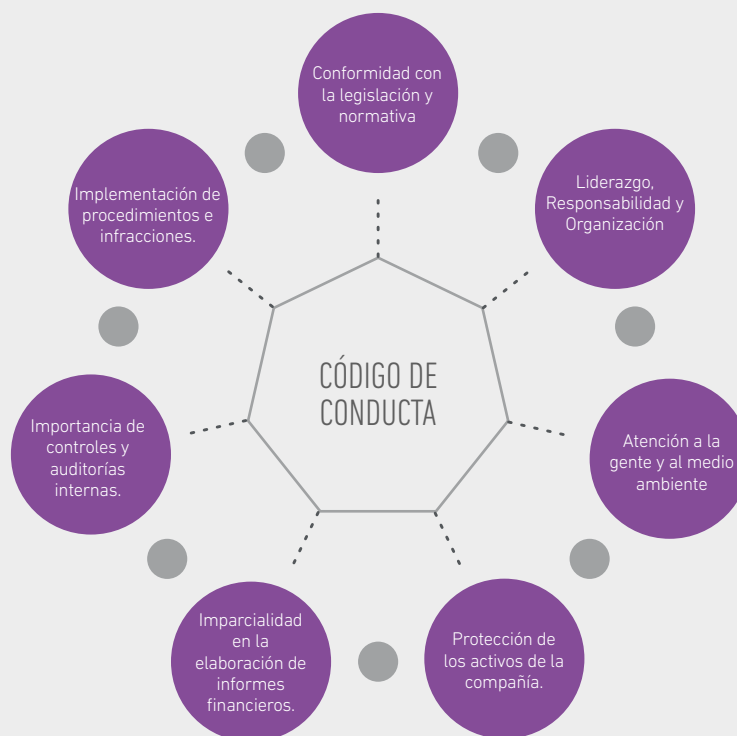 Conformidad con
la legislación y
normativa
Liderazgo,
Responsabilidad y
Organización
Atención a la
gente y al medio
ambiente
Protección de
los activos de la
compañía.
Imparcialidad
en la
elaboración de
informes
financieros.
Importancia de
controles y
auditorías
internas.
Implementación de
procedimientos e
infracciones.
CÓDIGO DE
CONDUCTA